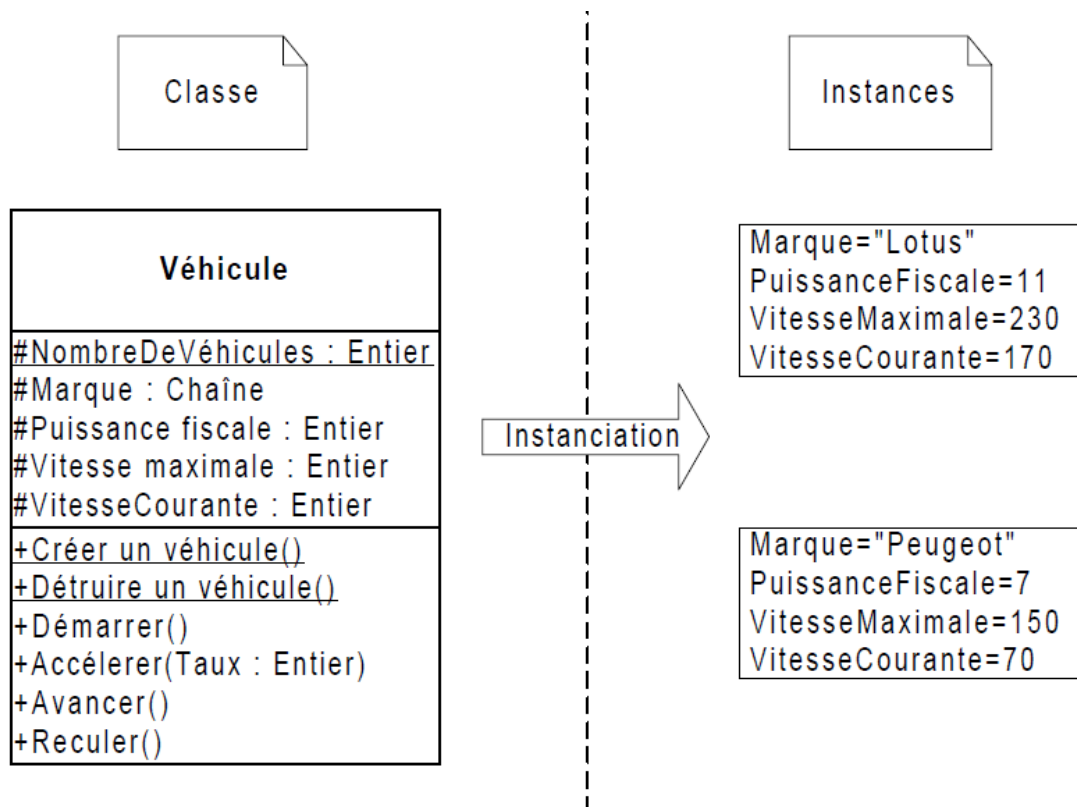 Classe
Instances
Véhicule
#NombreDeVéhicules : Entier
#Marque : Chaîne
#Puissance fiscale : Entier
#Vitesse maximale : Entier
#VitesseCourante : Entier
+Créer un véhicule()
+Détruire un véhicule()
+Démarrer()
+Accélerer(Taux : Entier)
+Avancer()
+Reculer()
Instanciation
Marque="Lotus"
PuissanceFiscale=11
VitesseMaximale=230
VitesseCourante=170
Marque="Peugeot"
PuissanceFiscale=7
VitesseMaximale=150
VitesseCourante=70